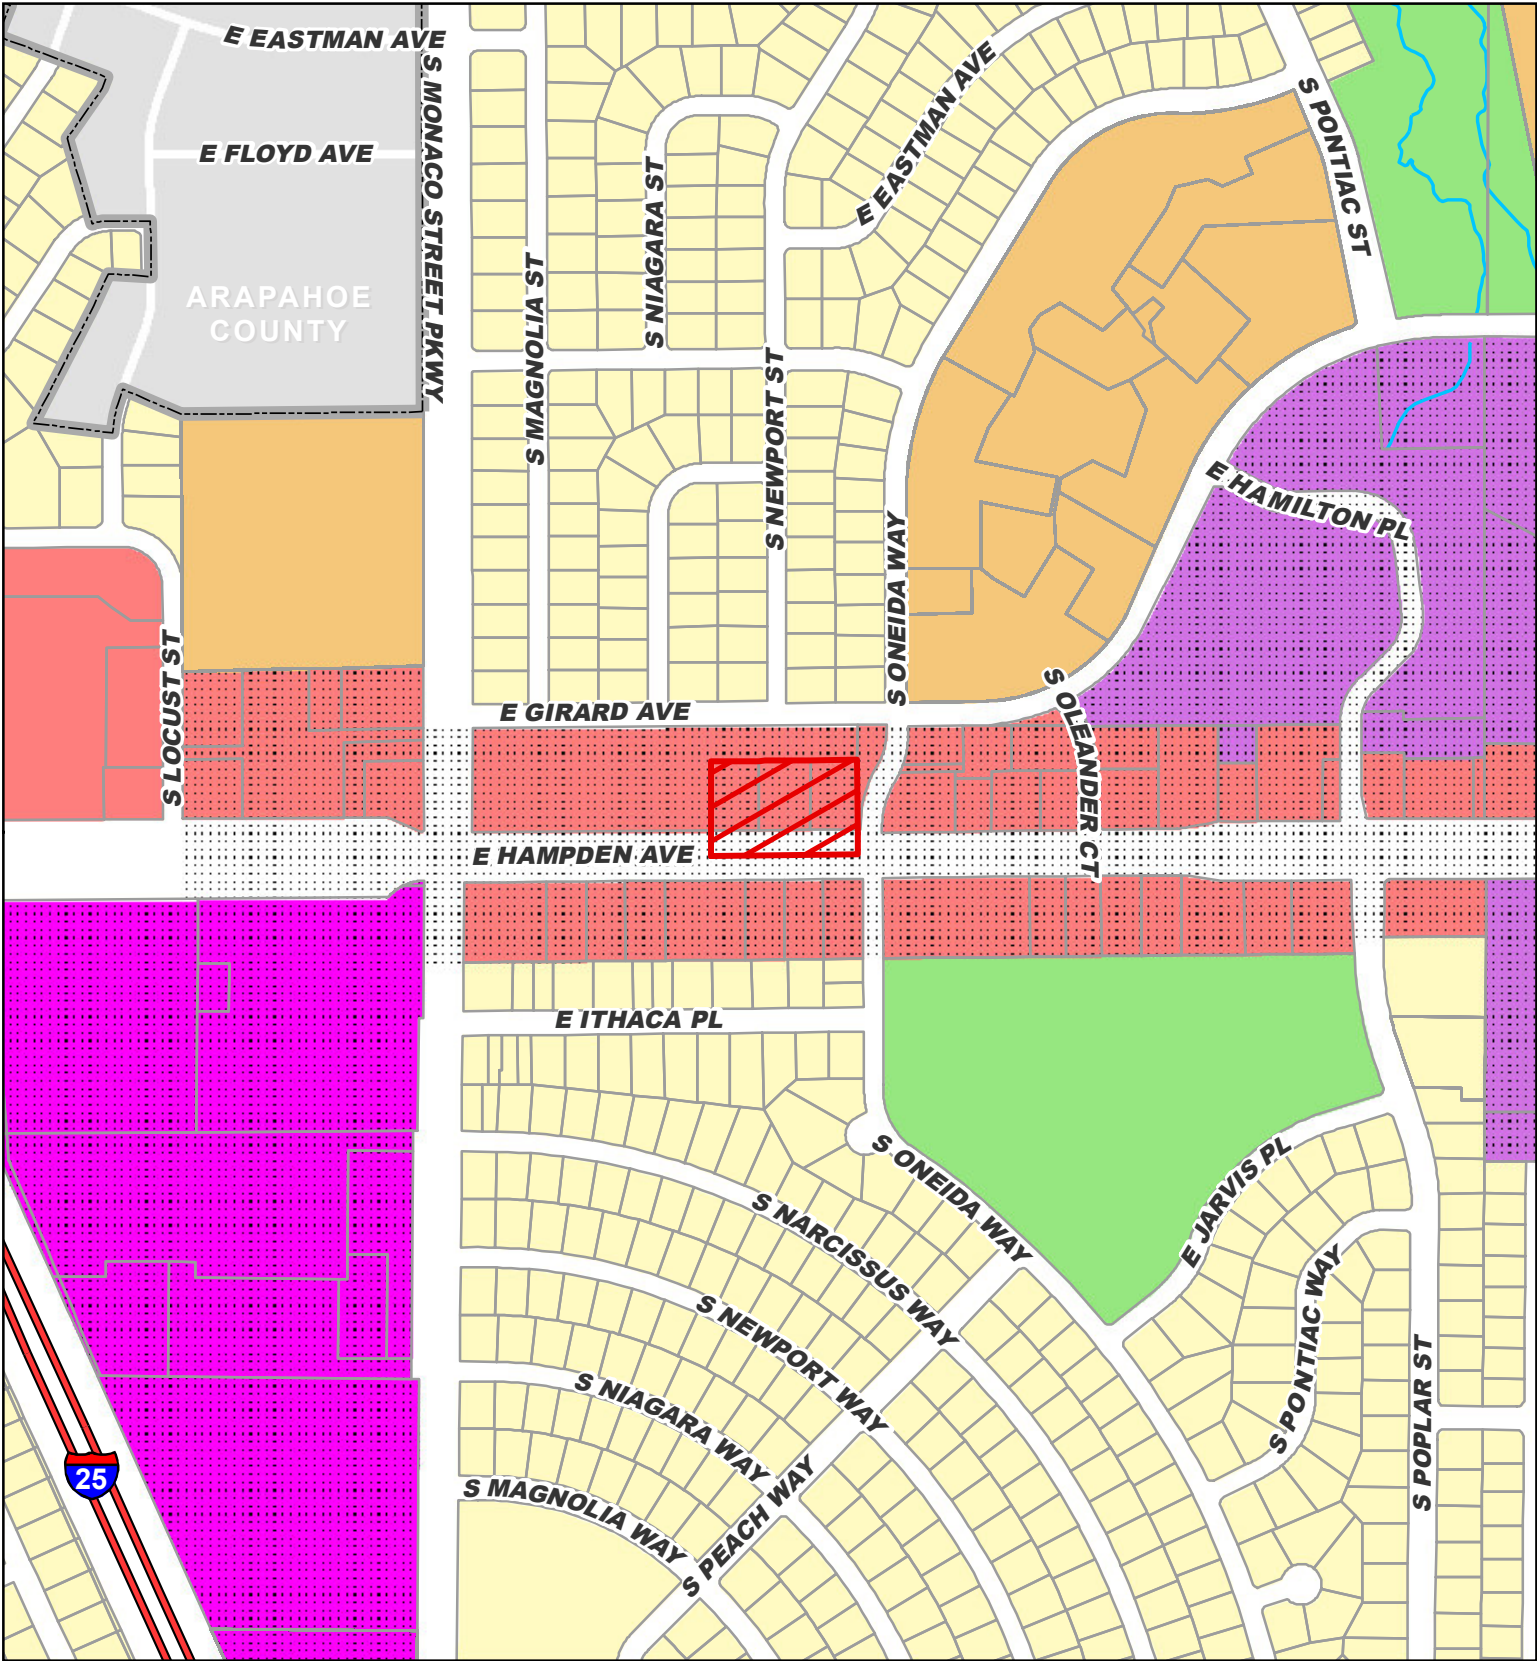 E EASTMAN AVE
S MONACO STREET PKWY
E FLOYD AVE
ARAPAHOE
COUNTY
S MAGNOLIA ST
S NIAGARA ST
S NEWPORT ST
E EASTMAN AVE
S PONTIAC ST
S ONEIDA WAY
E HAMILTON PL
S LOCUST ST
E GIRARD AVE
S OLEANDER CT
E HAMPDEN AVE
E ITHACA PL
S ONEIDA WAY
E JARVIS PL
S NARCISSUS WAY
S NEWPORT WAY
S PONTIAC WAY
S NIAGARA WAY
S POPLAR ST
25
S MAGNOLIA WAY
S PEACH WAY